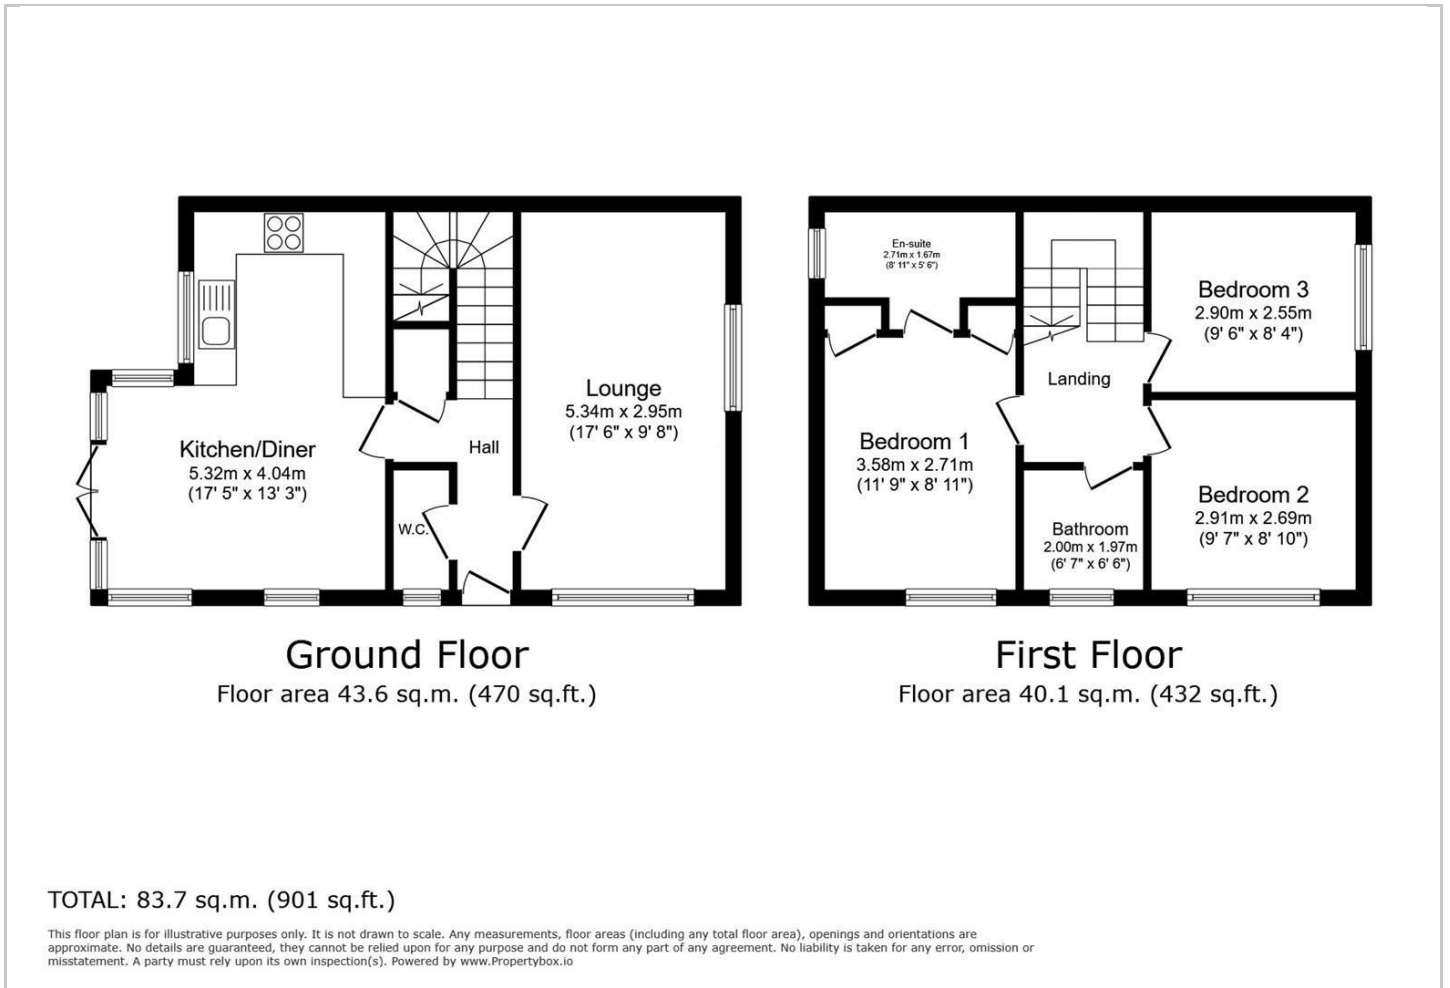 Kitchen/Diner
5.32m x 4.04m
(17' 5" x 13' 3")
Hall
W.C.
Lounge
5.34m x 2.95m
(17' 6" x 9' 8")
Ground Floor
Floor area 43.6 sq.m. (470 sq.ft.)
En-suite
2.71m x 1.67m
(8' 11" x 5' 6")
Bedroom 3
2.90m x 2.55m
(9' 6" x 8' 4")
Landing
Bedroom 1
3.58m x 2.71m
(11' 9" x 8' 11")
Bedroom 2
2.91m x 2.69m
(9' 7" x 8' 10")
Bathroom
2.00m x 1.97m
(6' 7" x 6' 6")
First Floor
Floor area 40.1 sq.m. (432 sq.ft.)
TOTAL: 83.7 sq.m. (901 sq.ft.)
This floor plan is for illustrative purposes only. It is not drawn to scale. Any measurements, floor areas (including any total floor area), openings and orientations are
approximate. No details are guaranteed, they cannot be relied upon for any purpose and do not form any part of any agreement. No liability is taken for any error, omission or
misstatement. A party must rely upon its own inspection(s). Powered by www.Propertybox.io